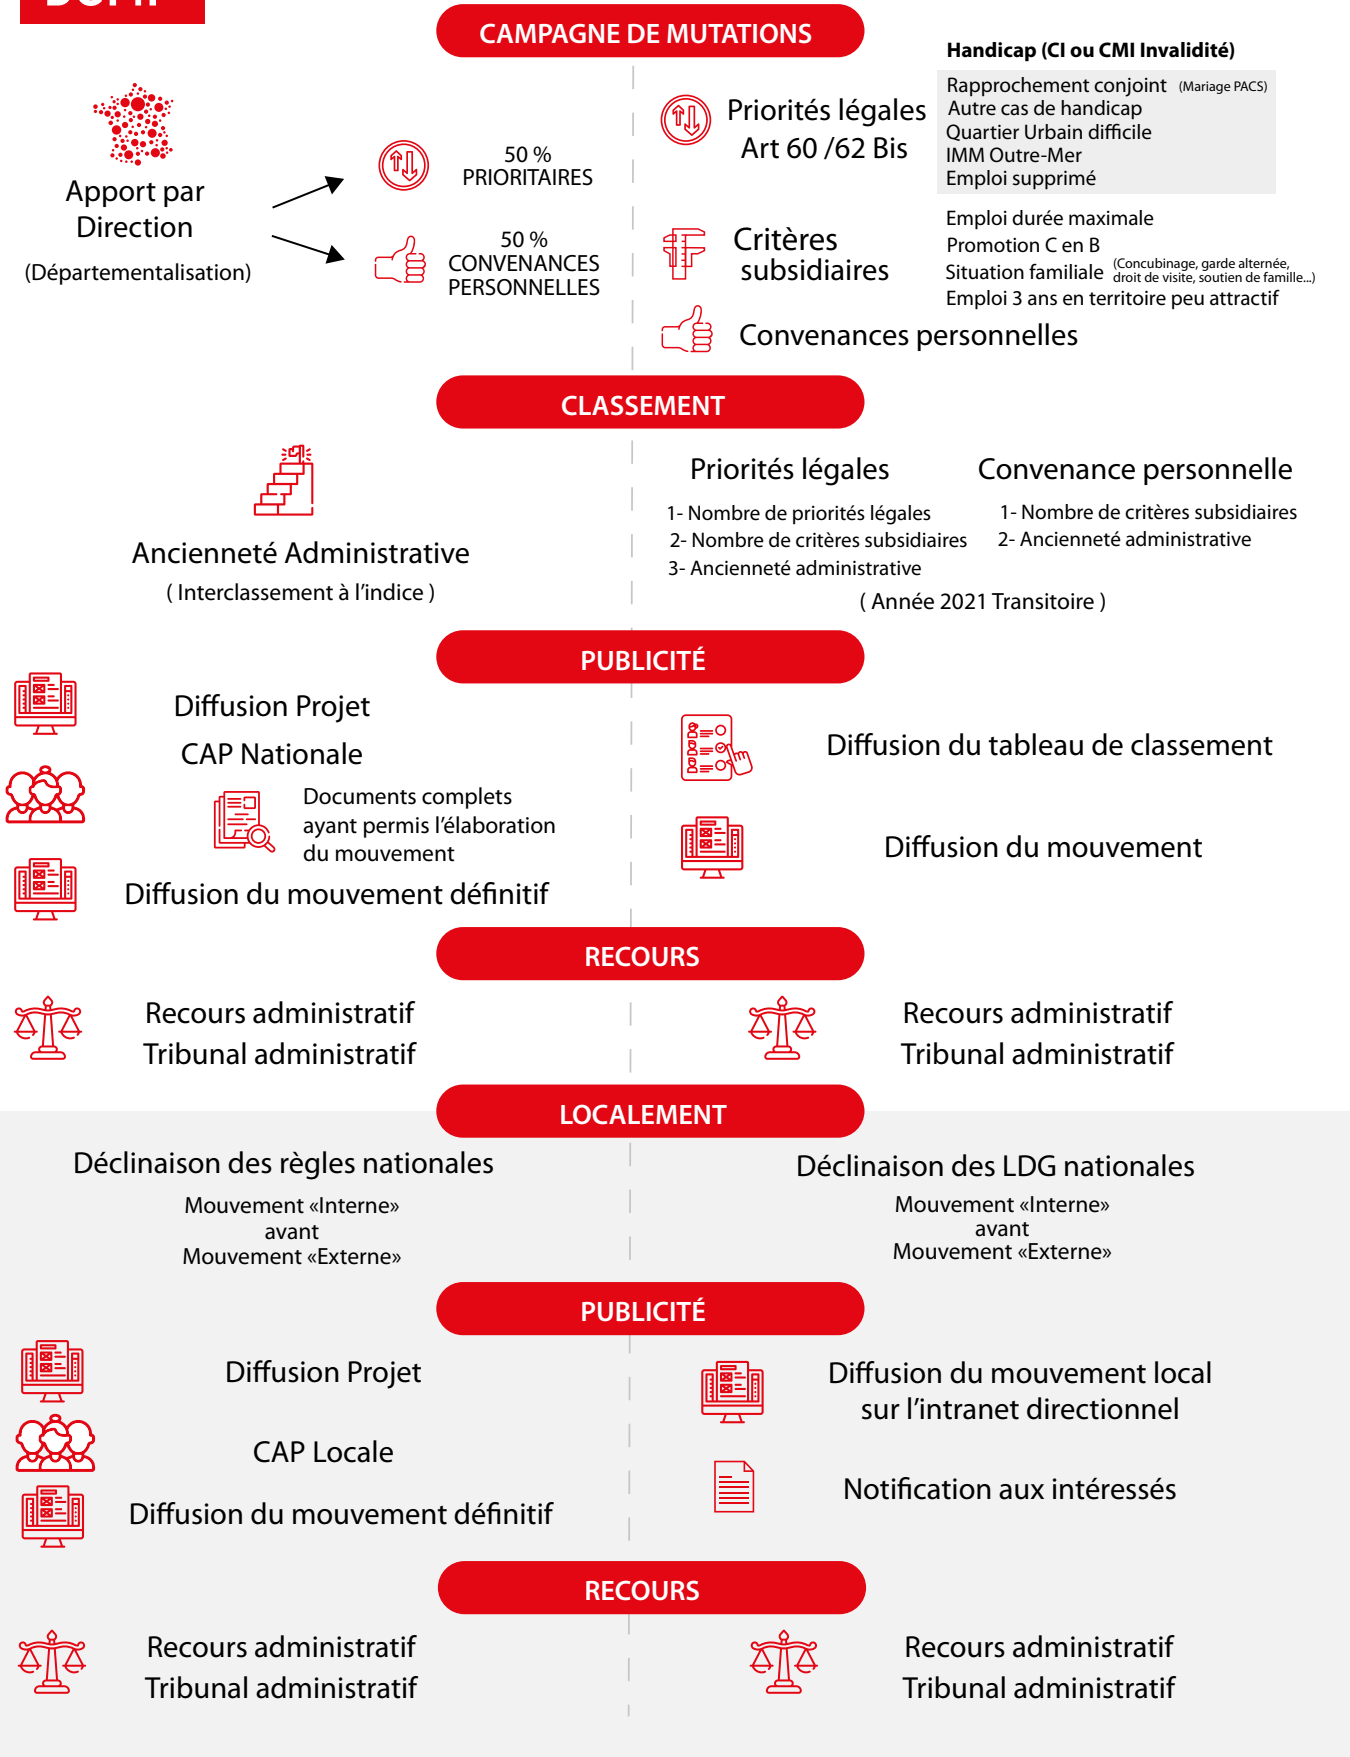 CAMPAGNE DE MUTATIONS
Apport par
Direction
(Départementalisation)
50 %
PRIORITAIRES
50 %
CONVENANCES
PERSONNELLES
Priorités légales
Art 60 /62 Bis
Handicap (CI ou CMI Invalidité)
Rapprochement conjoint (Mariage PACS)
Autre cas de handicap
Quartier Urbain difficile
IMM Outre-Mer
Emploi supprimé
Critères
subsidiaires
Emploi durée maximale
Promotion C en B
Situation familiale (Concubinage, garde alternée,
droit de visite, soutien de famille...)
Emploi 3 ans en territoire peu attractif
Convenances personnelles
CLASSEMENT
Ancienneté Administrative
( Interclassement à l'indice )
Priorités légales
1- Nombre de priorités légales
2- Nombre de critères subsidiaires
3- Ancienneté administrative
Convenance personnelle
1- Nombre de critères subsidiaires
2- Ancienneté administrative
( Année 2021 Transitoire )
PUBLICITÉ
Diffusion Projet
CAP Nationale
Documents complets
ayant permis l'élaboration
du mouvement
Diffusion du mouvement définitif
Diffusion du tableau de classement
Diffusion du mouvement
RECOURS
Recours administratif
Tribunal administratif
Recours administratif
Tribunal administratif
LOCALEMENT
Déclinaison des règles nationales
Mouvement «Interne»
avant
Mouvement «Externe»
Déclinaison des LDG nationales
Mouvement «Interne»
avant
Mouvement «Externe»
PUBLICITÉ
Diffusion Projet
CAP Locale
Diffusion du mouvement définitif
Diffusion du mouvement local
sur l'intranet directionnel
Notification aux intéressés
RECOURS
Recours administratif
Tribunal administratif
Recours administratif
Tribunal administratif